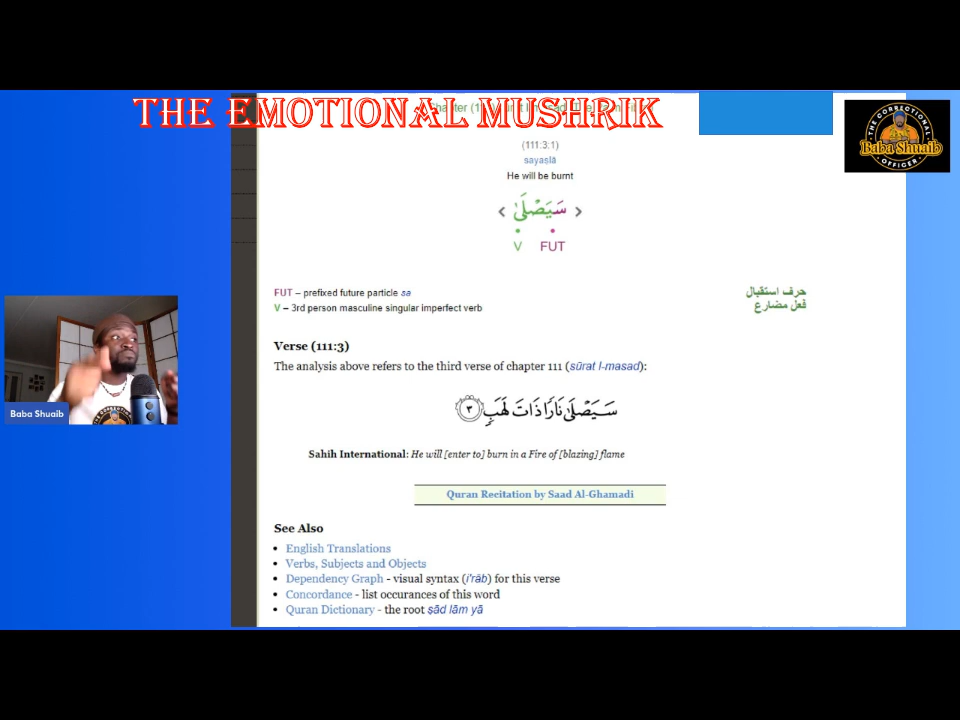 THE EMOTIONAL MUSHRIK
THE CORRECTIONAL
Baba Shuaib
OFFICER
(111:3:1)
sayaṣlā
He will be burnt
سَيَصْلَىٰ
V FUT
FUT – prefixed future particle sa
حرف استقبال
V – 3rd person masculine singular imperfect verb
فعل مضارع
Verse (111:3)
The analysis above refers to the third verse of chapter 111 (sūrat l-masad):
سَيَصْلَىٰ نَارًا ذَاتَ لَهَبٍ ٣
Sahih International: He will [enter to] burn in a Fire of [blazing] flame
Baba Shuaib
Quran Recitation by Saad Al-Ghamadi
See Also
• English Translations
• Verbs, Subjects and Objects
• Dependency Graph - visual syntax (i'rāb) for this verse
• Concordance - list occurances of this word
• Quran Dictionary - the root ṣād lām yā